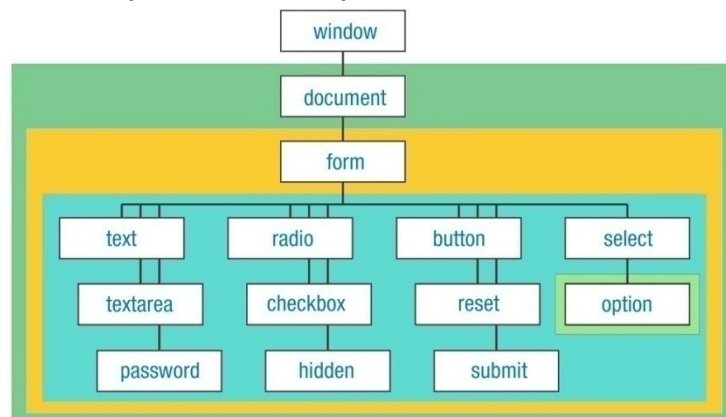 window
document
form
text radio button select
textarea checkbox reset option
password hidden submit